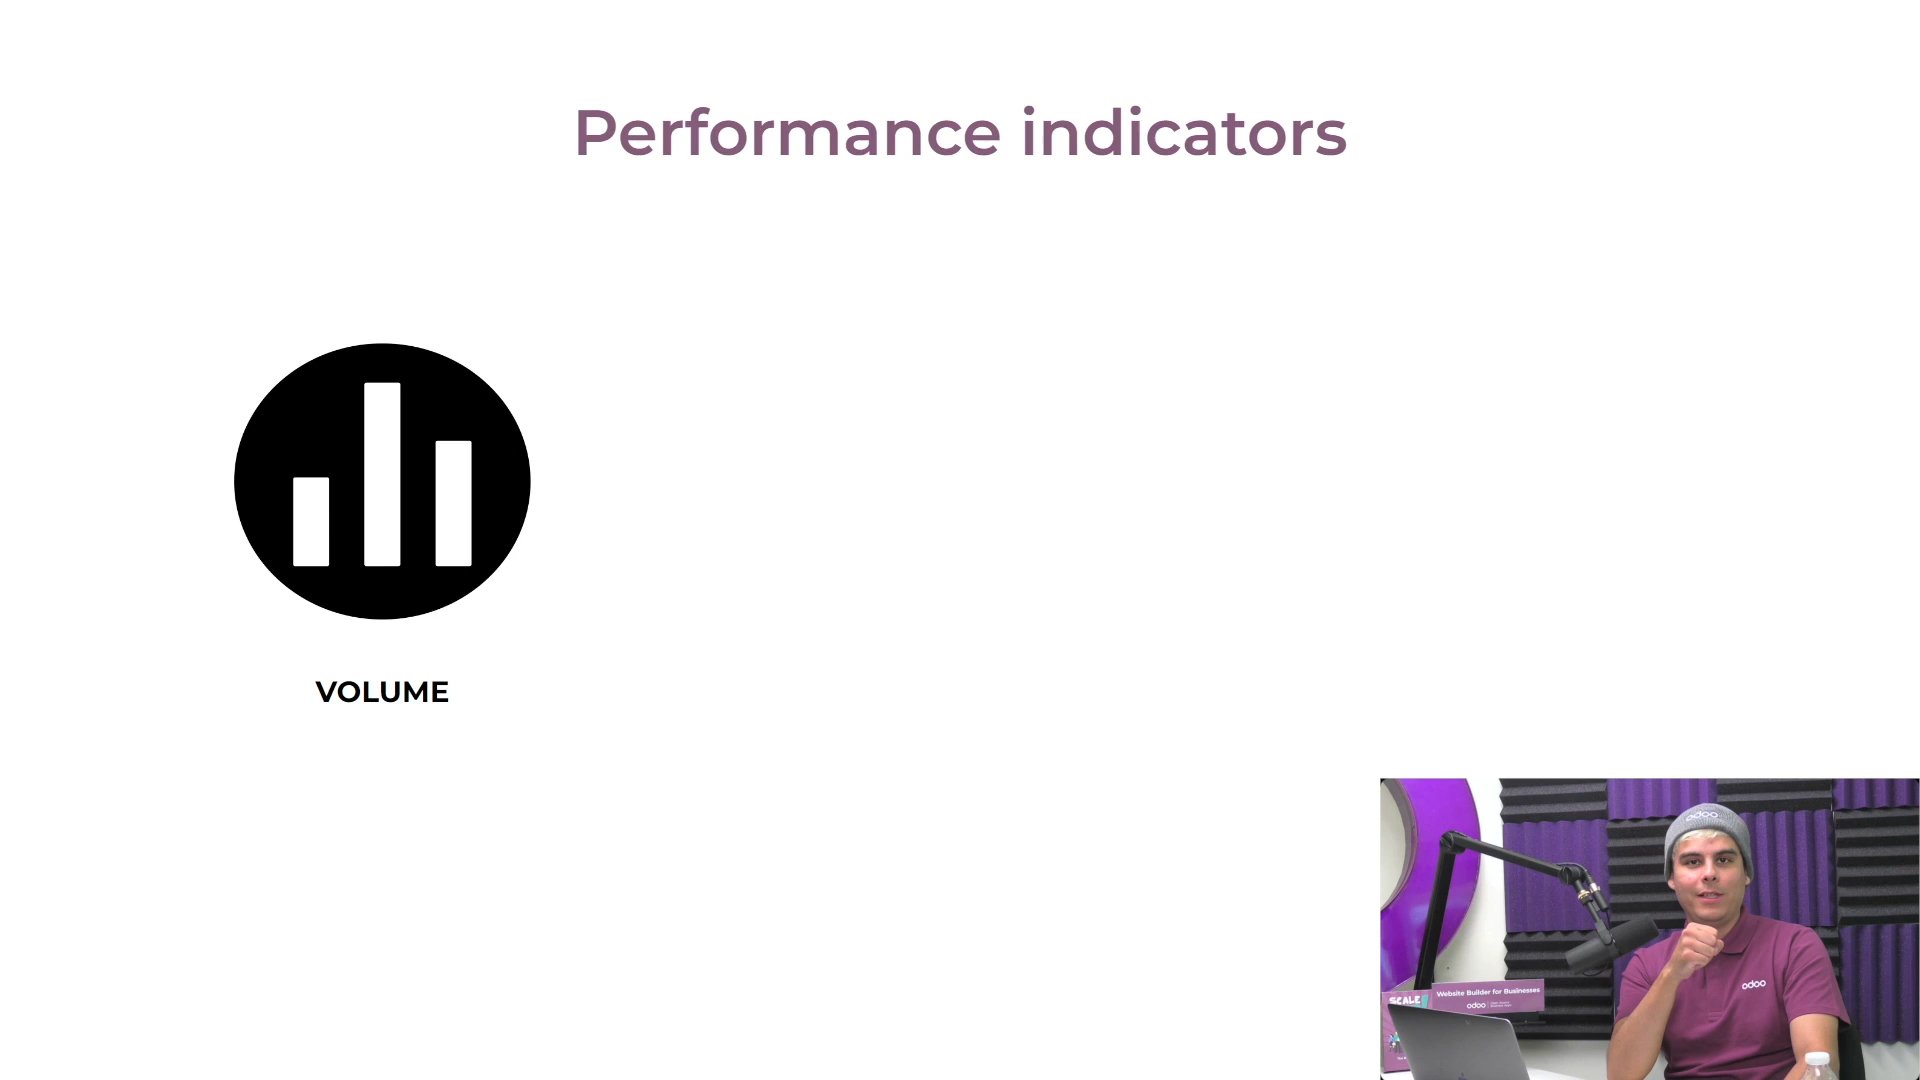 Performance indicators
VOLUME
odoo
Website Builder for Businesses
SCALE
odoo
odoo